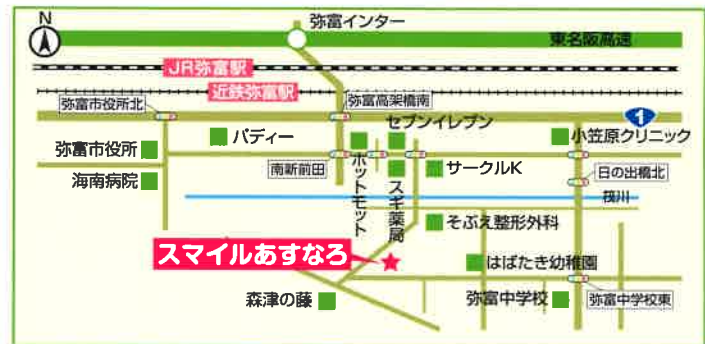 N
弥富インター
東名阪高速
JR弥富駅
近鉄弥富駅
弥富市役所北
弥富高架橋南
1
セブンイレブン
パディー
小笠原クリニック
弥富市役所
南新前田
ホットモット
スギ薬局
サークルK
日の出橋北
海南病院
筏川
そぶえ整形外科
スマイルあすなろ
はばたき幼稚園
森津の藤
弥富中学校
弥富中学校東